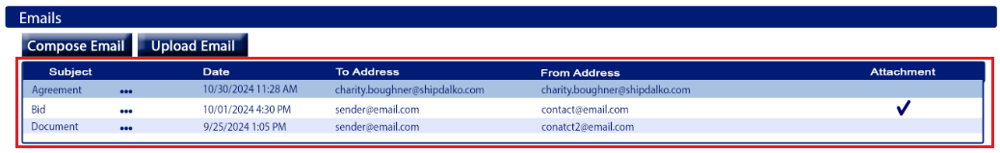 Emails
Compose Email Upload Email
Subject Date To Address From Address Attachment
Agreement ••• 10/30/2024 11:28 AM charity.boughner@shipdalko.com charity.boughner@shipdalko.com
Bid ••• 10/01/2024 4:30 PM sender@email.com contact@email.com ✓
Document ••• 9/25/2024 1:05 PM sender@email.com conatct2@email.com